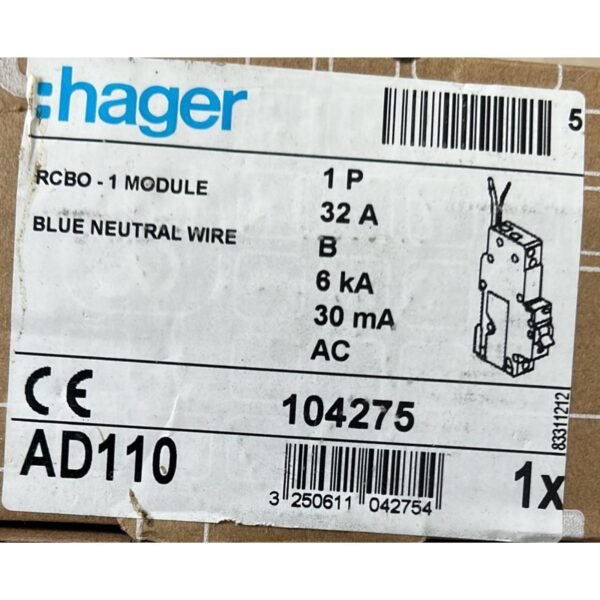 :hager
5
RCBO - 1 MODULE
BLUE NEUTRAL WIRE
1 P
32 A
B
6 kA
30 mA
AC
83311212
CE
104275
AD110
3 250611 042754
1x